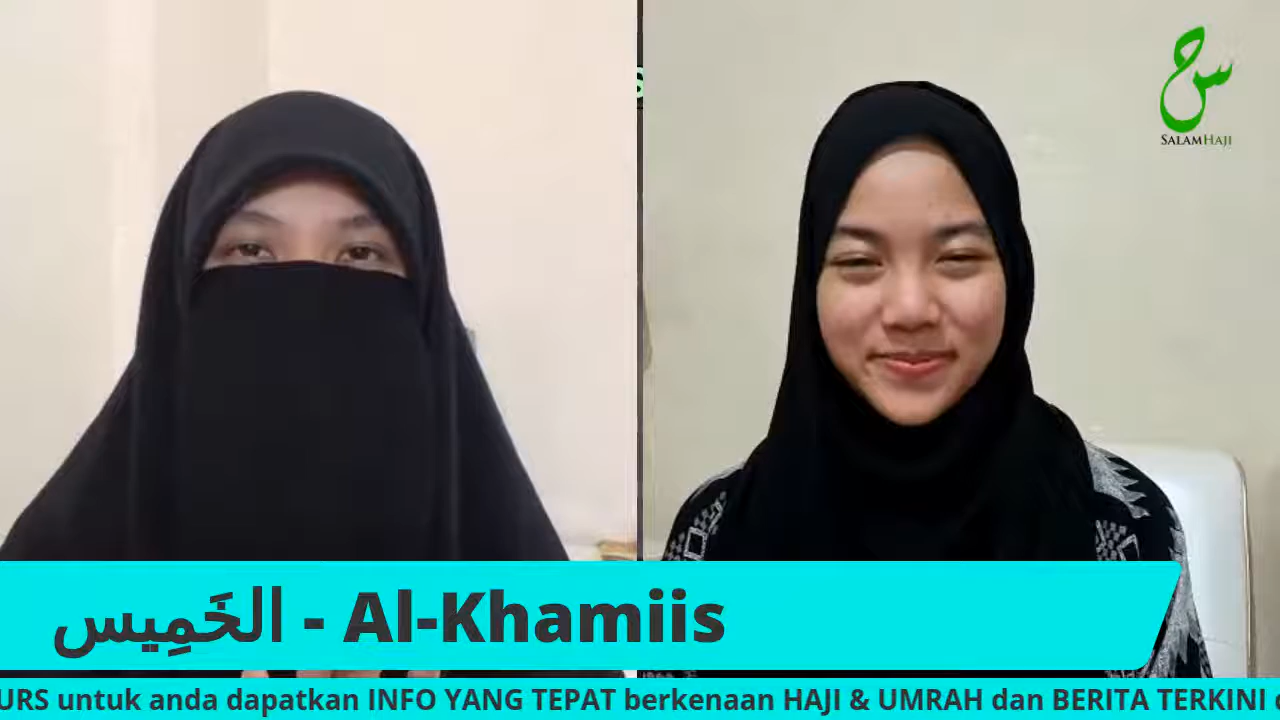 SALAMHAJI
الخَمِيس - Al-Khamiis
URS untuk anda dapatkan INFO YANG TEPAT berkenaan HAJI & UMRAH dan BERITA TERKINI